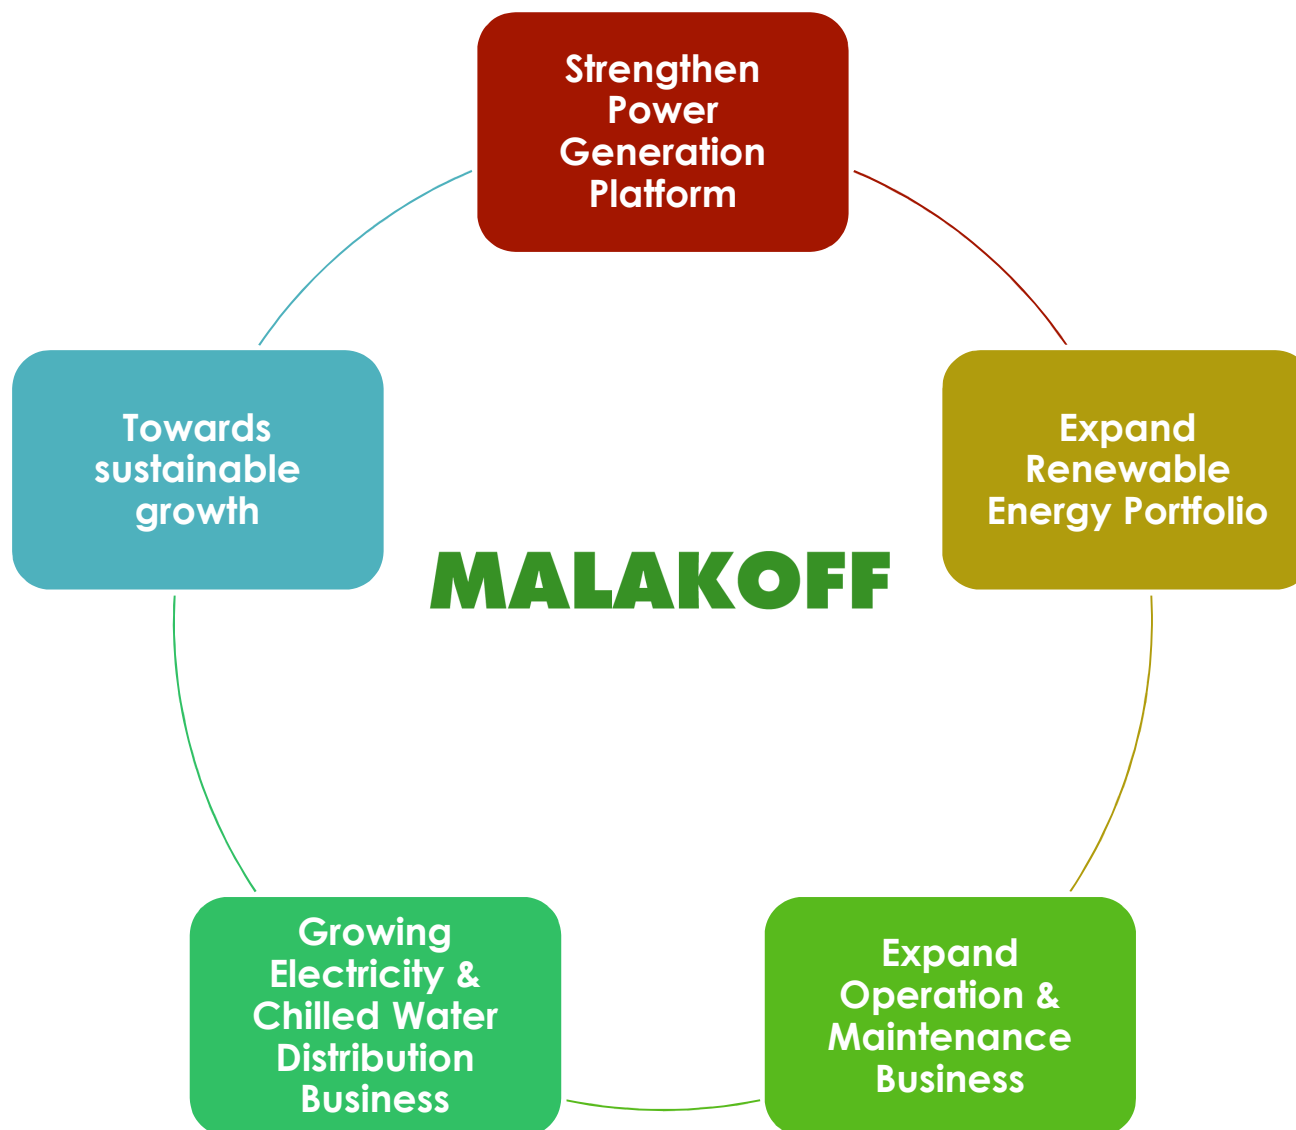 Strengthen
Power
Generation
Platform
Expand
Renewable
Energy Portfolio
Expand
Operation &
Maintenance
Business
Growing
Electricity &
Chilled Water
Distribution
Business
Towards
sustainable
growth
MALAKOFF